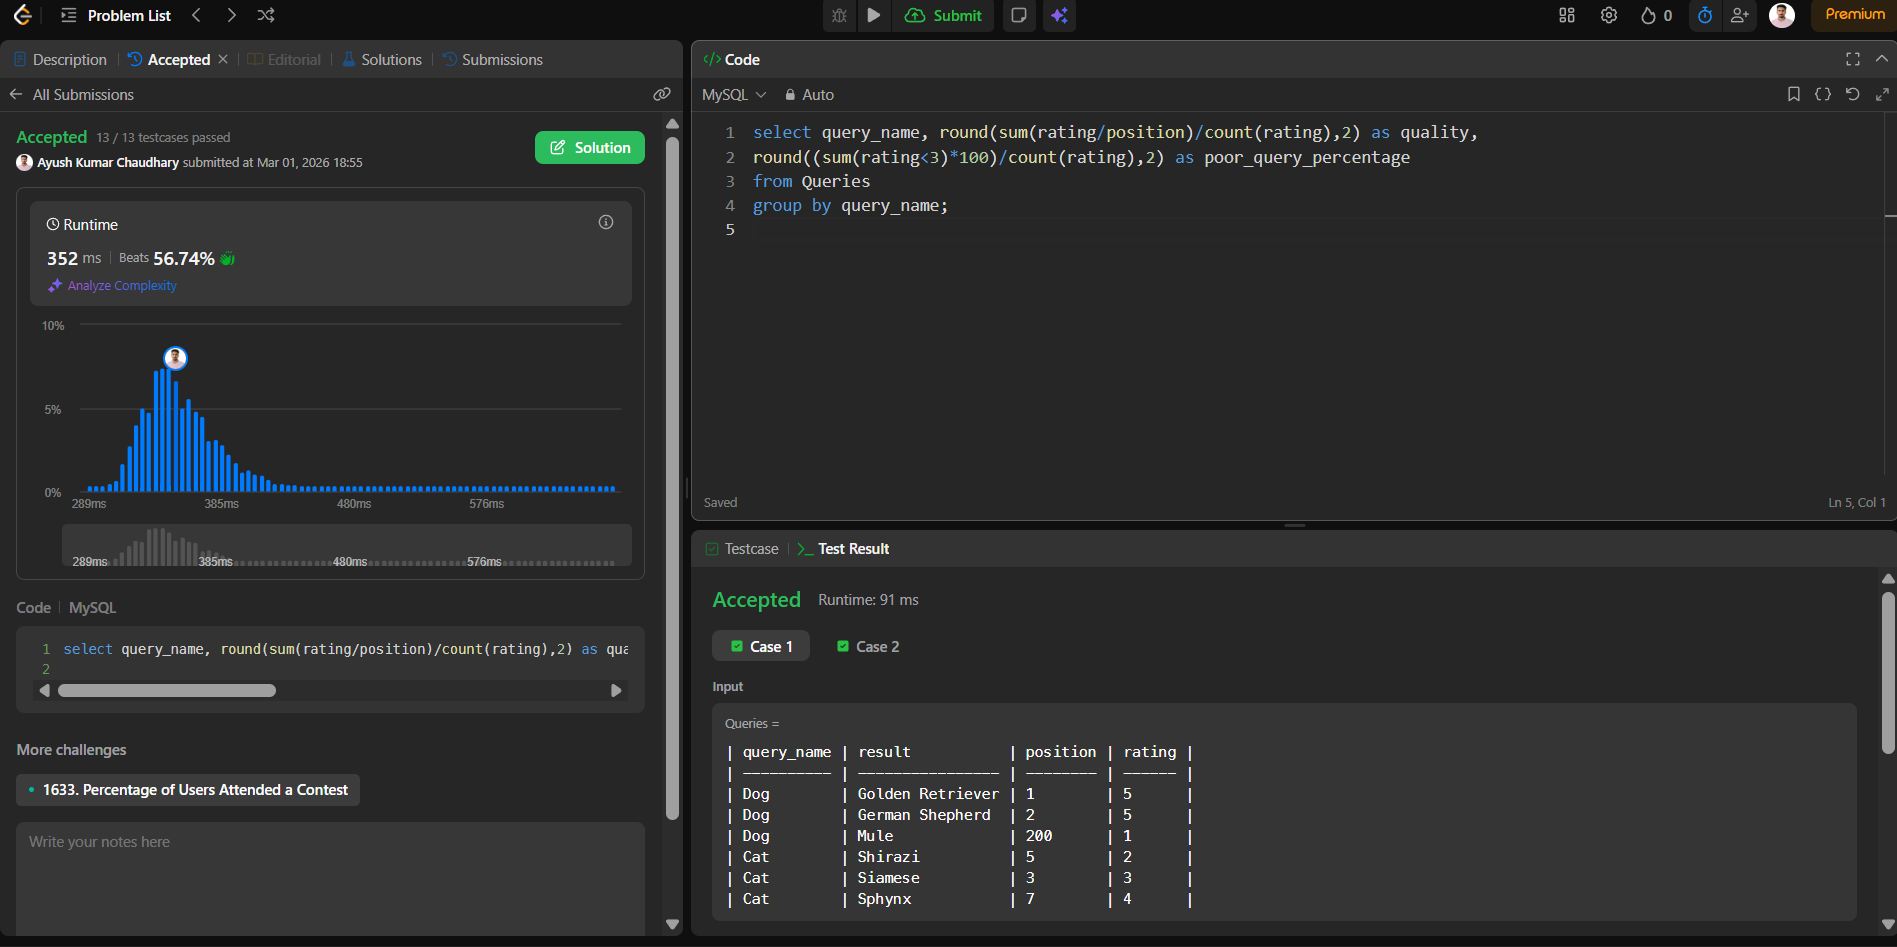 Problem List
Submit
0
Premium
Description
Accepted
Editorial
Solutions
Submissions
All Submissions
Accepted 13 / 13 testcases passed
Ayush Kumar Chaudhary submitted at Mar 01, 2026 18:55
Solution
Runtime
352 ms | Beats 56.74%
Analyze Complexity
10%
5%
0%
289ms 385ms 480ms 576ms
289ms 385ms 480ms 576ms
Code | MySQL
1 select query_name, round(sum(rating/position)/count(rating),2) as qua
2
More challenges
1633. Percentage of Users Attended a Contest
Write your notes here
</> Code
MySQL Auto
1 select query_name, round(sum(rating/position)/count(rating),2) as quality,
2 round((sum(rating<3)*100)/count(rating),2) as poor_query_percentage
3 from Queries
4 group by query_name;
5
Saved
Ln 5, Col 1
Testcase
Test Result
Accepted Runtime: 91 ms
Case 1
Case 2
Input
Queries =
| query_name | result | position | rating |
| ---------- | ---------------- | -------- | ------ |
| Dog | Golden Retriever | 1 | 5 |
| Dog | German Shepherd | 2 | 5 |
| Dog | Mule | 200 | 1 |
| Cat | Shirazi | 5 | 2 |
| Cat | Siamese | 3 | 3 |
| Cat | Sphynx | 7 | 4 |